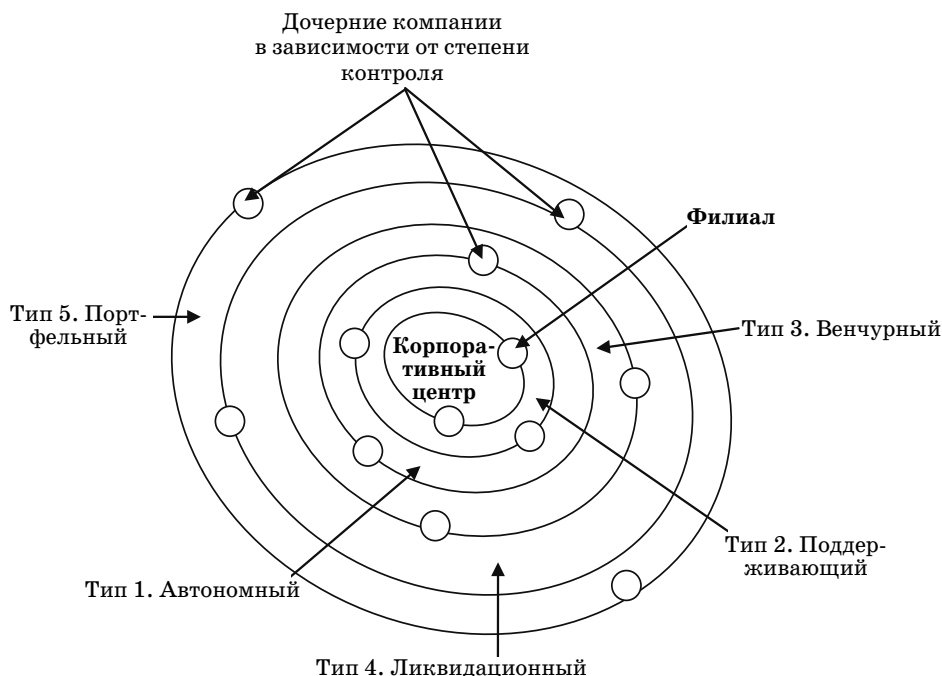 Дочерние компании
в зависимости от степени
контроля
Филиал
Тип 5. Порт-
фельный
Тип 3. Венчурный
Корпора-
тивный
центр
Тип 2. Поддер-
живающий
Тип 1. Автономный
Тип 4. Ликвидационный